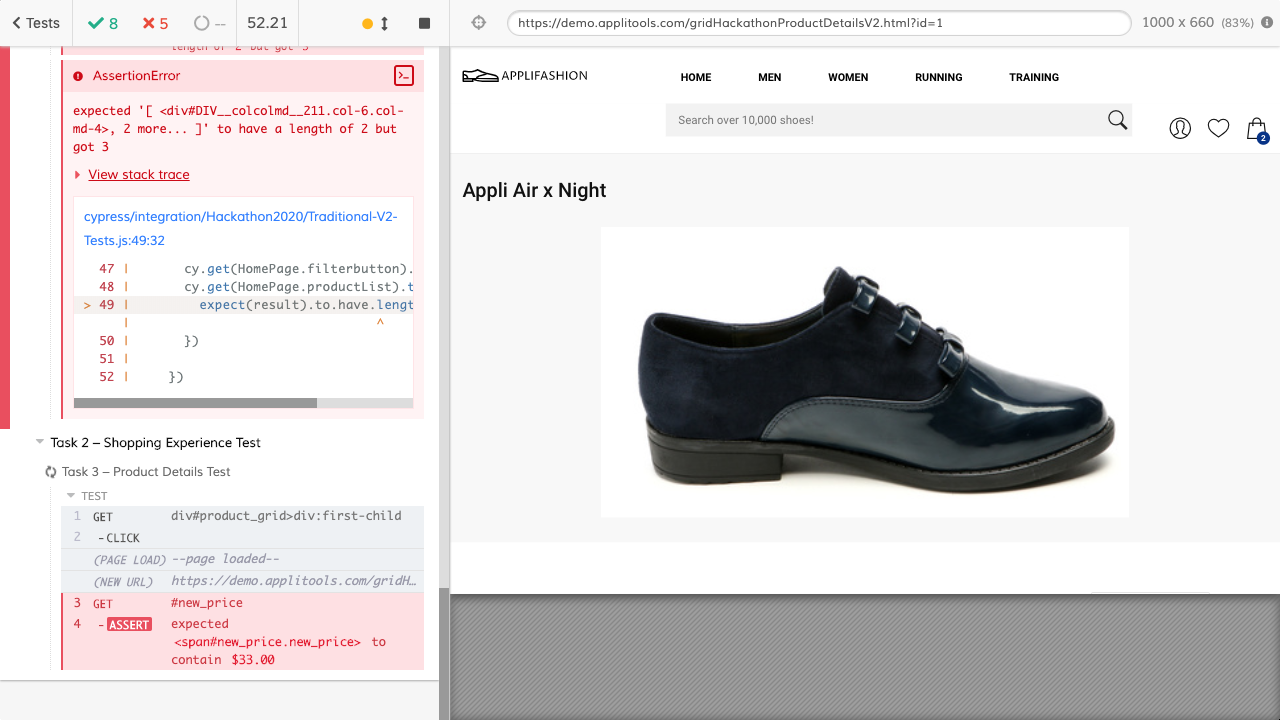 Tests
8
5
--
52.21
https://demo.applitools.com/gridHackathonProductDetailsV2.html?id=1
1000 x 660 (83%)
length of 2 but got 3
AssertionError
expected '[ <div#DIV__colcolmd__211.col-6.col-
md-4>, 2 more... ]' to have a length of 2 but
got 3
View stack trace
cypress/integration/Hackathon2020/Traditional-V2-
Tests.js:49:32
47 | cy.get(HomePage.filterbutton).
48 | cy.get(HomePage.productList).t
> 49 | expect(result).to.have.lengt
| ^
50 | })
51 |
52 | })
Task 2 – Shopping Experience Test
Task 3 – Product Details Test
TEST
1 GET div#product_grid>div:first-child
2 -CLICK
(PAGE LOAD) --page loaded--
(NEW URL) https://demo.applitools.com/gridH…
3 GET #new_price
4 -ASSERT expected
<span#new_price.new_price> to
contain $33.00
APPLIFASHION
HOME MEN WOMEN RUNNING TRAINING
Search over 10,000 shoes!
2
Appli Air x Night